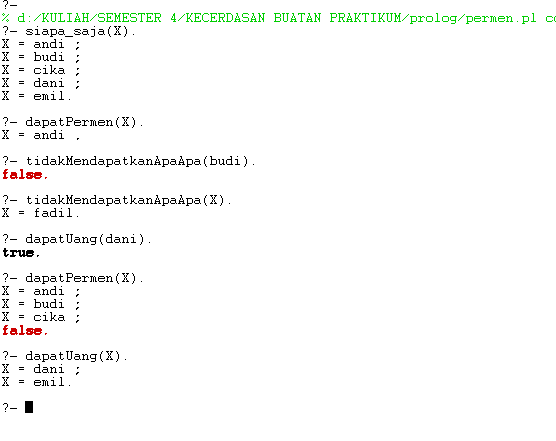 ?-
% d:/KULIAH/SEMESTER 4/KECERDASAN BUATAN PRAKTIKUM/prolog/permen.pl
?- siapa_saja(X).
X = andi ;
X = budi ;
X = cika ;
X = dani ;
X = emil.
?- dapatPermen(X).
X = andi .
?- tidakMendapatkanApaApa(budi).
false.
?- tidakMendapatkanApaApa(X).
X = fadil.
?- dapatUang(dani).
true.
?- dapatPermen(X).
X = andi ;
X = budi ;
X = cika ;
false.
?- dapatUang(X).
X = dani ;
X = emil.
?-